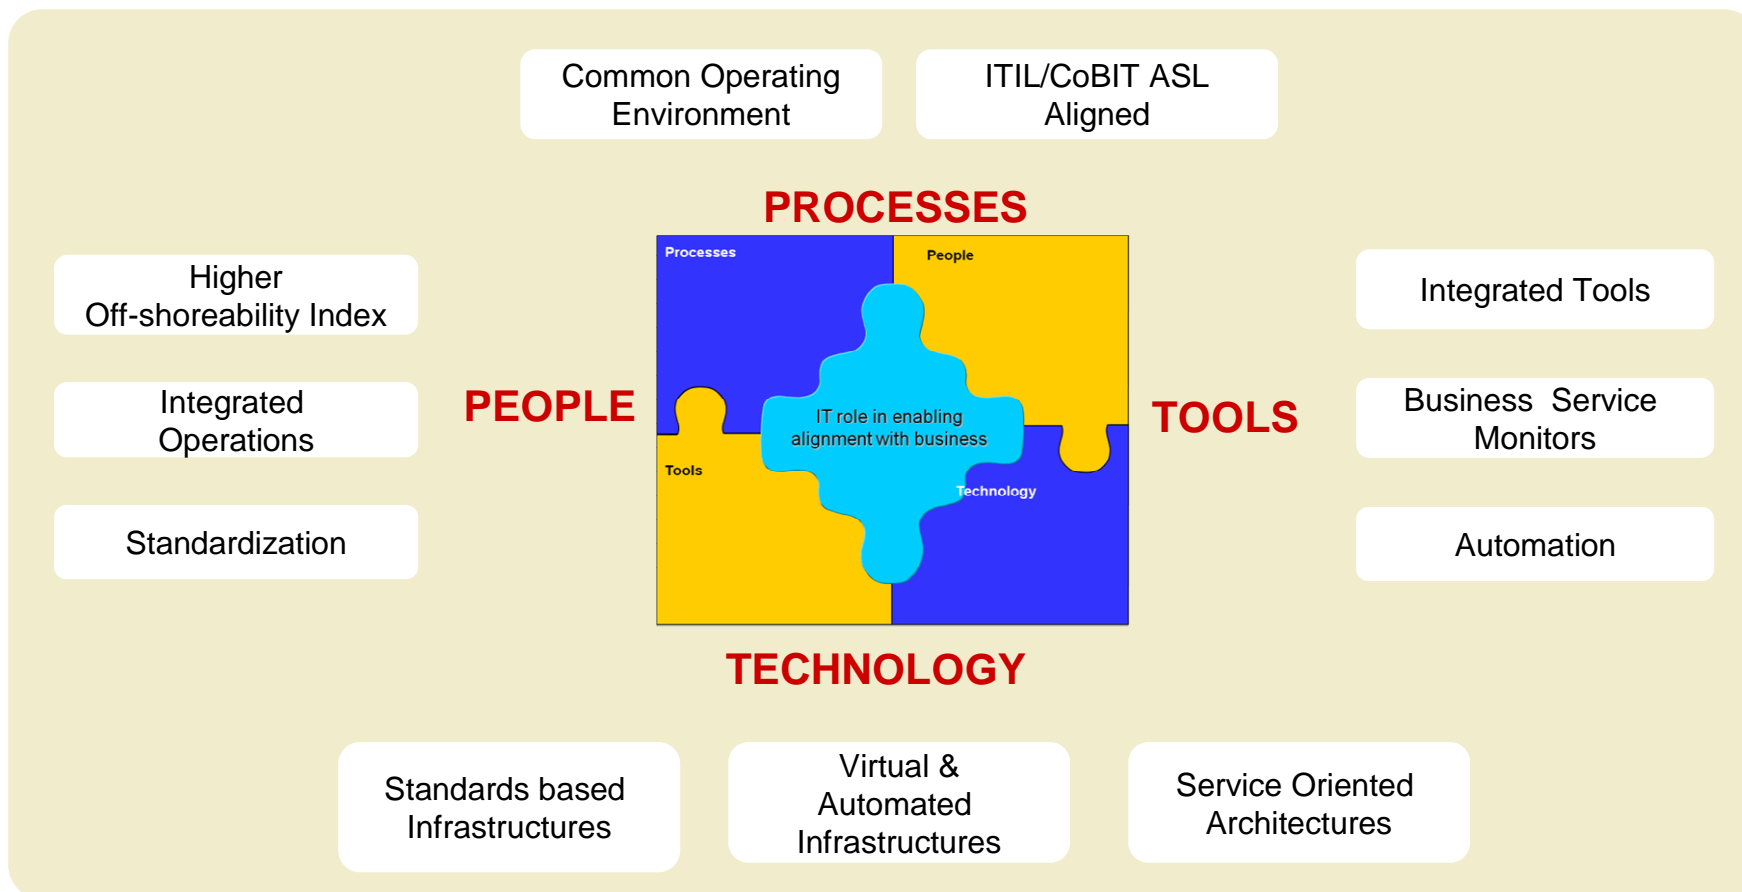 Common Operating
Environment
ITIL/CoBIT ASL
Aligned
PROCESSES
Higher
Off-shoreability Index
Integrated
Operations
Standardization
PEOPLE
Processes
People
IT role in enabling
alignment with business
Tools
Technology
TOOLS
Integrated Tools
Business  Service
Monitors
Automation
TECHNOLOGY
Standards based
Infrastructures
Virtual &
Automated
Infrastructures
Service Oriented
Architectures